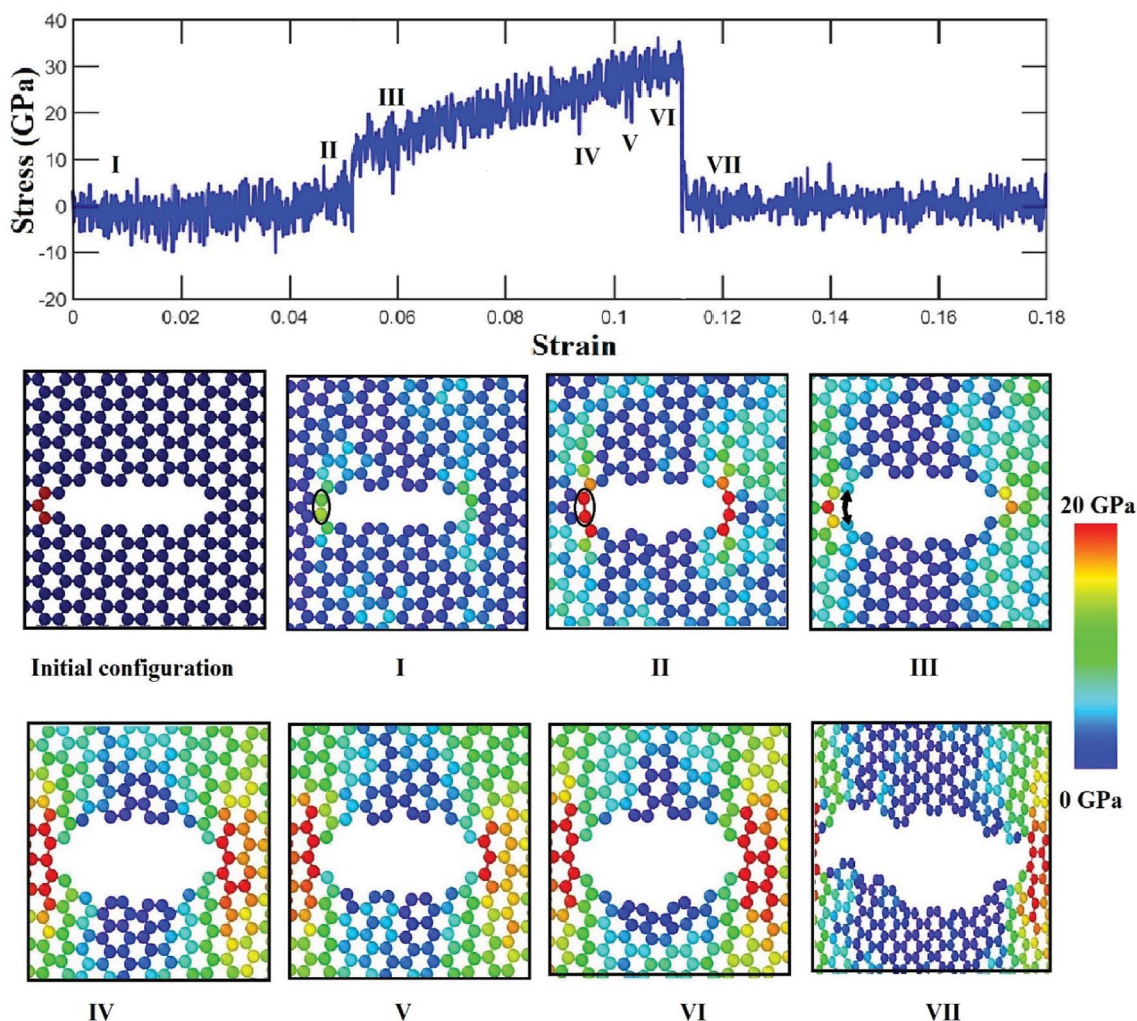 40
30
20
10
0
-10
-20
Stress (GPa)
I
II
III
IV
V
VI
VII
0 0.02 0.04 0.06 0.08 0.1 0.12 0.14 0.16 0.18
Strain
Initial configuration
I
II
III
20 GPa
0 GPa
IV
V
VI
VII